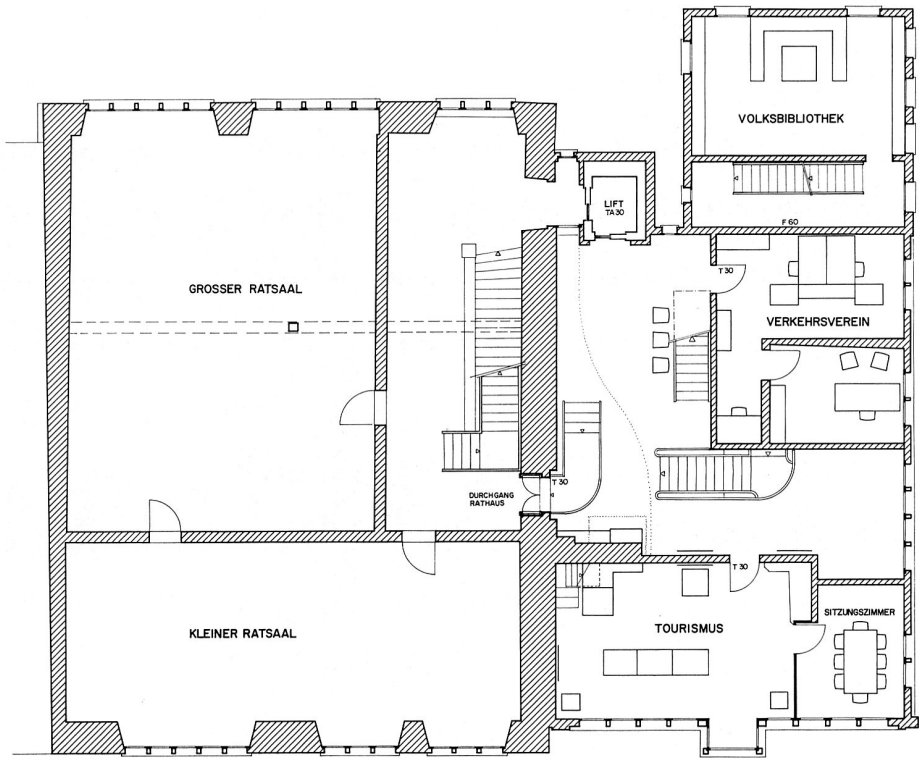 VOLKSBIBLIOTHEK
LIFT
TA 30
F 60
T 30
GROSSER RATSAAL
VERKEHRSVEREIN
T 30
DURCHGANG
RATHAUS
T 30
SITZUNGSZIMMER
KLEINER RATSAAL
TOURISMUS